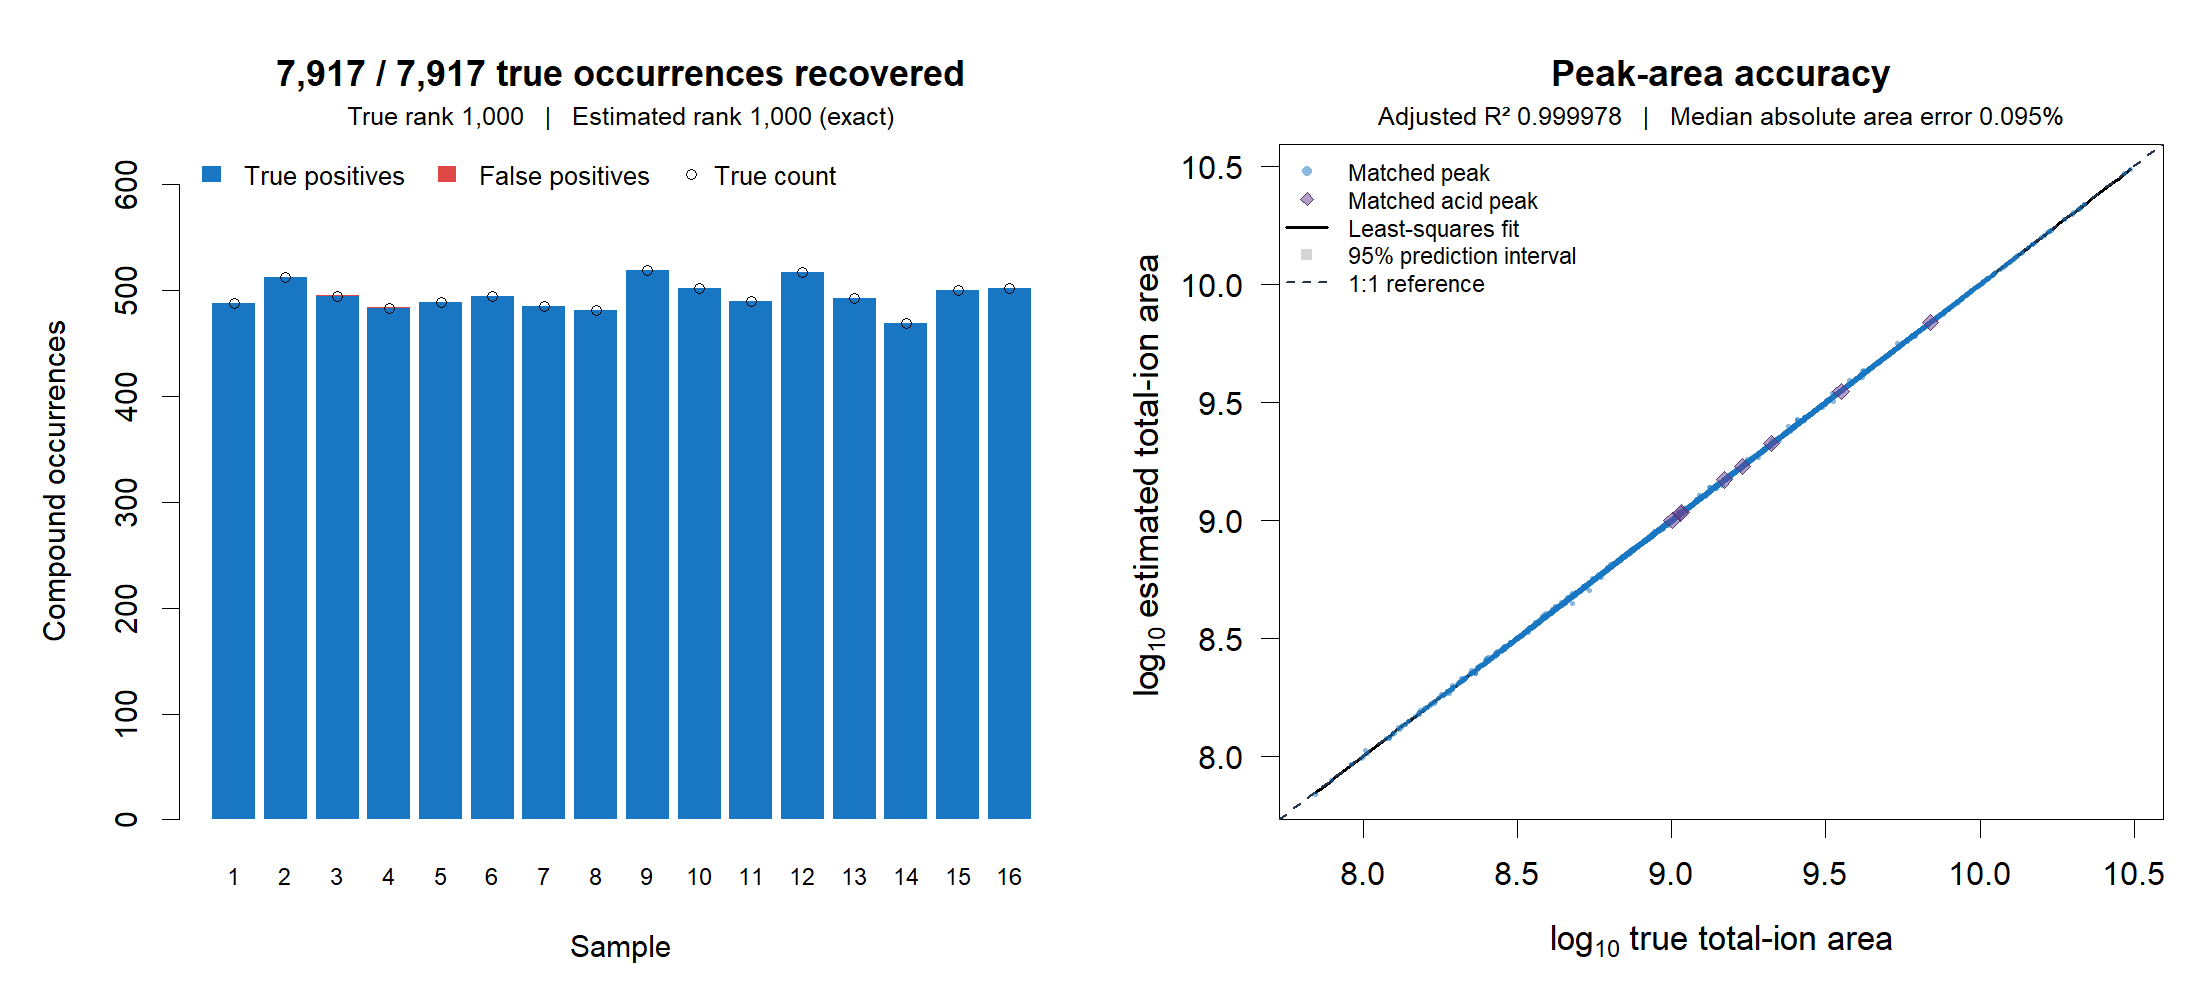 7,917 / 7,917 true occurrences recovered
True rank 1,000 | Estimated rank 1,000 (exact)
True positives
False positives
True count
Compound occurrences
600
500
400
300
200
100
0
1 2 3 4 5 6 7 8 9 10 11 12 13 14 15 16
Sample
Peak-area accuracy
Adjusted R² 0.999978 | Median absolute area error 0.095%
Matched peak
Matched acid peak
Least-squares fit
95% prediction interval
1:1 reference
log₁₀ estimated total-ion area
10.5
10.0
9.5
9.0
8.5
8.0
8.0 8.5 9.0 9.5 10.0 10.5
log₁₀ true total-ion area